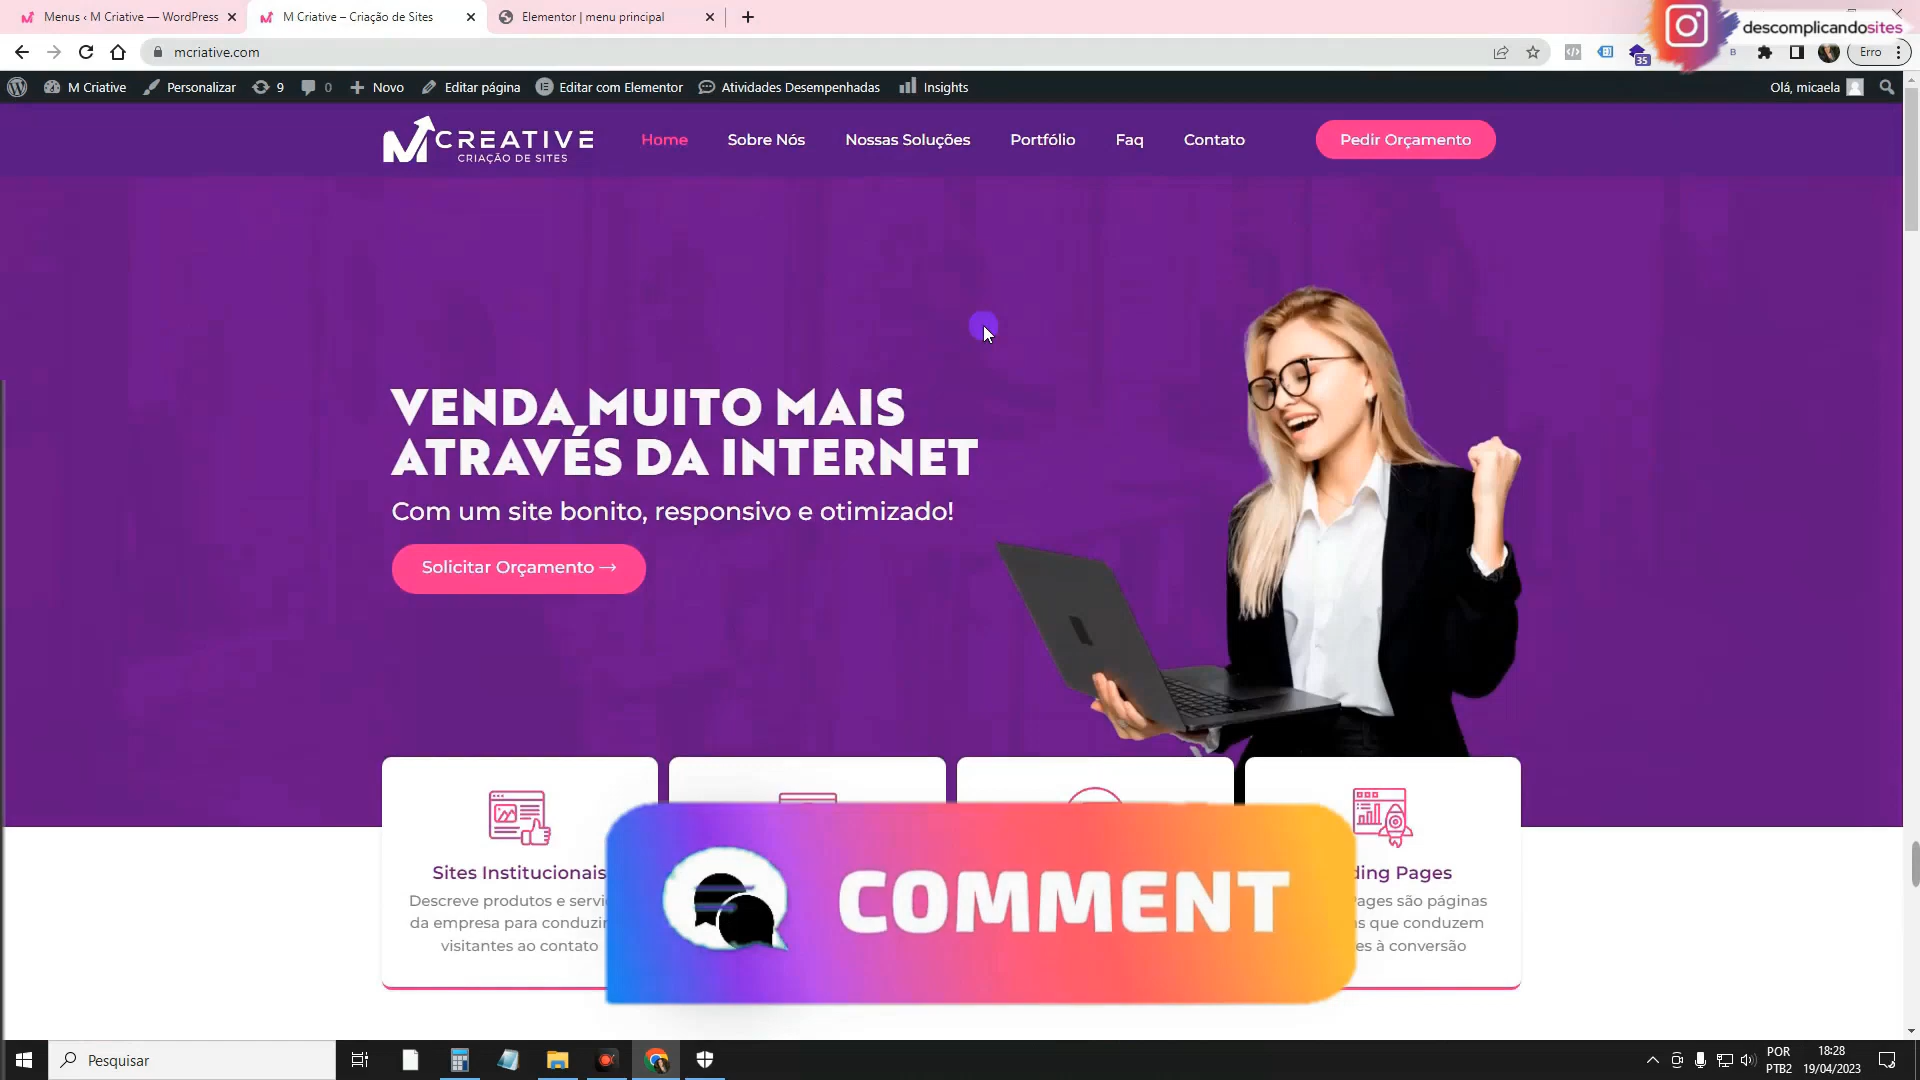 Menus ‹ M Criative — WordPress
M Criative – Criação de Sites
Elementor | menu principal
descomplicandosites
mcriative.com
35
B
Erro
M Criative
Personalizar
9
0
Novo
Editar página
Editar com Elementor
Atividades Desempenhadas
Insights
Olá, micaela
M CREATIVE
CRIAÇÃO DE SITES
Home
Sobre Nós
Nossas Soluções
Portfólio
Faq
Contato
Pedir Orçamento
VENDA MUITO MAIS
ATRAVÉS DA INTERNET
Com um site bonito, responsivo e otimizado!
Solicitar Orçamento →
Sites Institucionais
Descreve produtos e servi
da empresa para conduzir
visitantes ao contato
COMMENT
ding Pages
Pages são páginas
s que conduzem
es à conversão
Pesquisar
POR
PTB2
18:28
19/04/2023